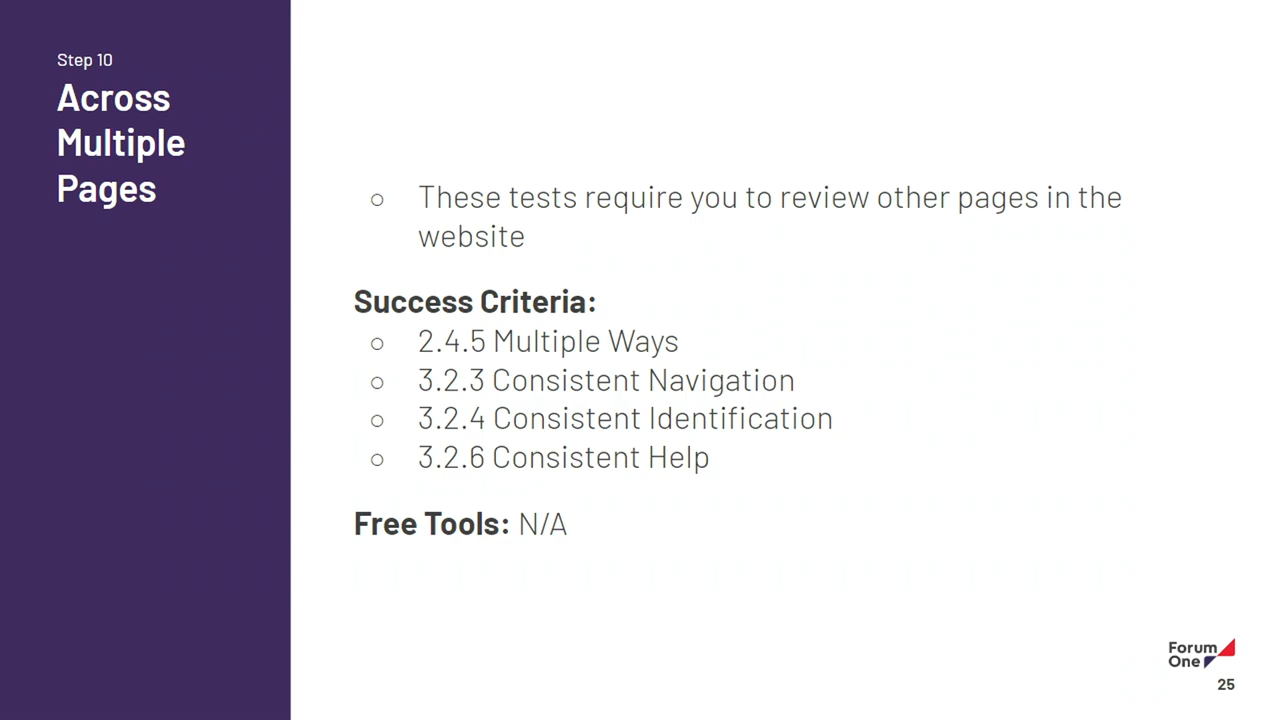 Step 10
Across
Multiple
Pages
○ These tests require you to review other pages in the
website
Success Criteria:
○ 2.4.5 Multiple Ways
○ 3.2.3 Consistent Navigation
○ 3.2.4 Consistent Identification
○ 3.2.6 Consistent Help
Free Tools: N/A
Forum
One
25